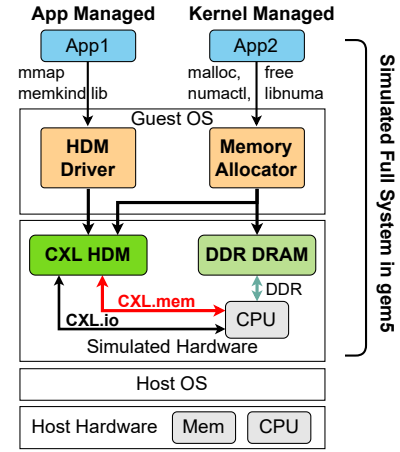 App Managed
Kernel Managed
App1
App2
mmap
memkind lib
malloc, free
numactl, libnuma
Guest OS
HDM
Driver
Memory
Allocator
CXL HDM
DDR DRAM
CXL.mem
DDR
CXL.io
CPU
Simulated Hardware
Host OS
Host Hardware
Mem
CPU
Simulated Full System in gem5